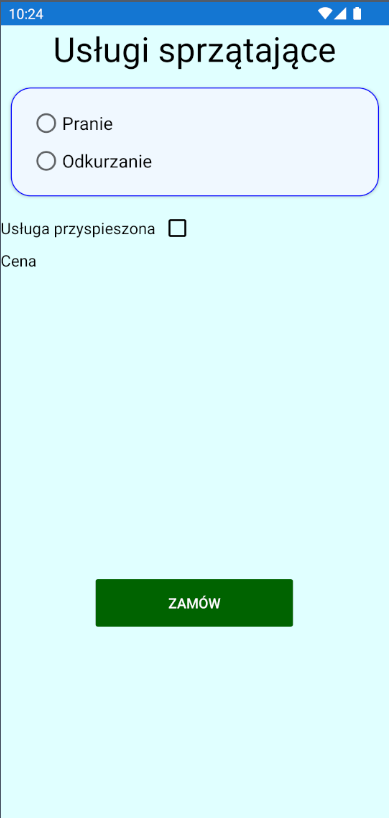 10:24
Usługi sprzątające
Pranie
Odkurzanie
Usługa przyspieszona
Cena
ZAMÓW